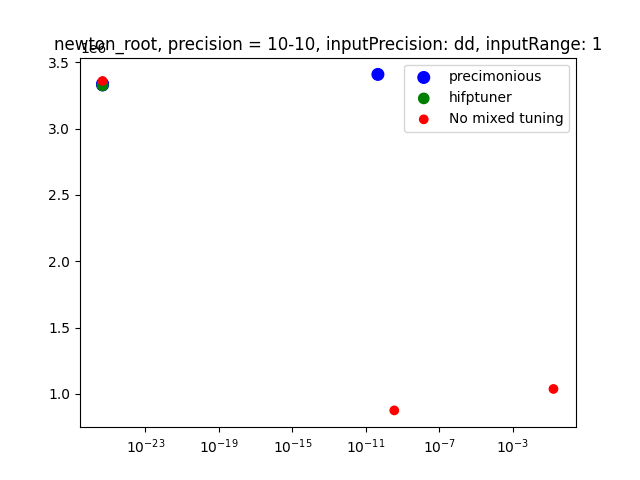 newton_root, precision = 10-10, inputPrecision: dd, inputRange: 1
1e6
3.5
3.0
2.5
2.0
1.5
1.0
precimonious
hifptuner
No mixed tuning
10⁻²³ 10⁻¹⁹ 10⁻¹⁵ 10⁻¹¹ 10⁻⁷ 10⁻³